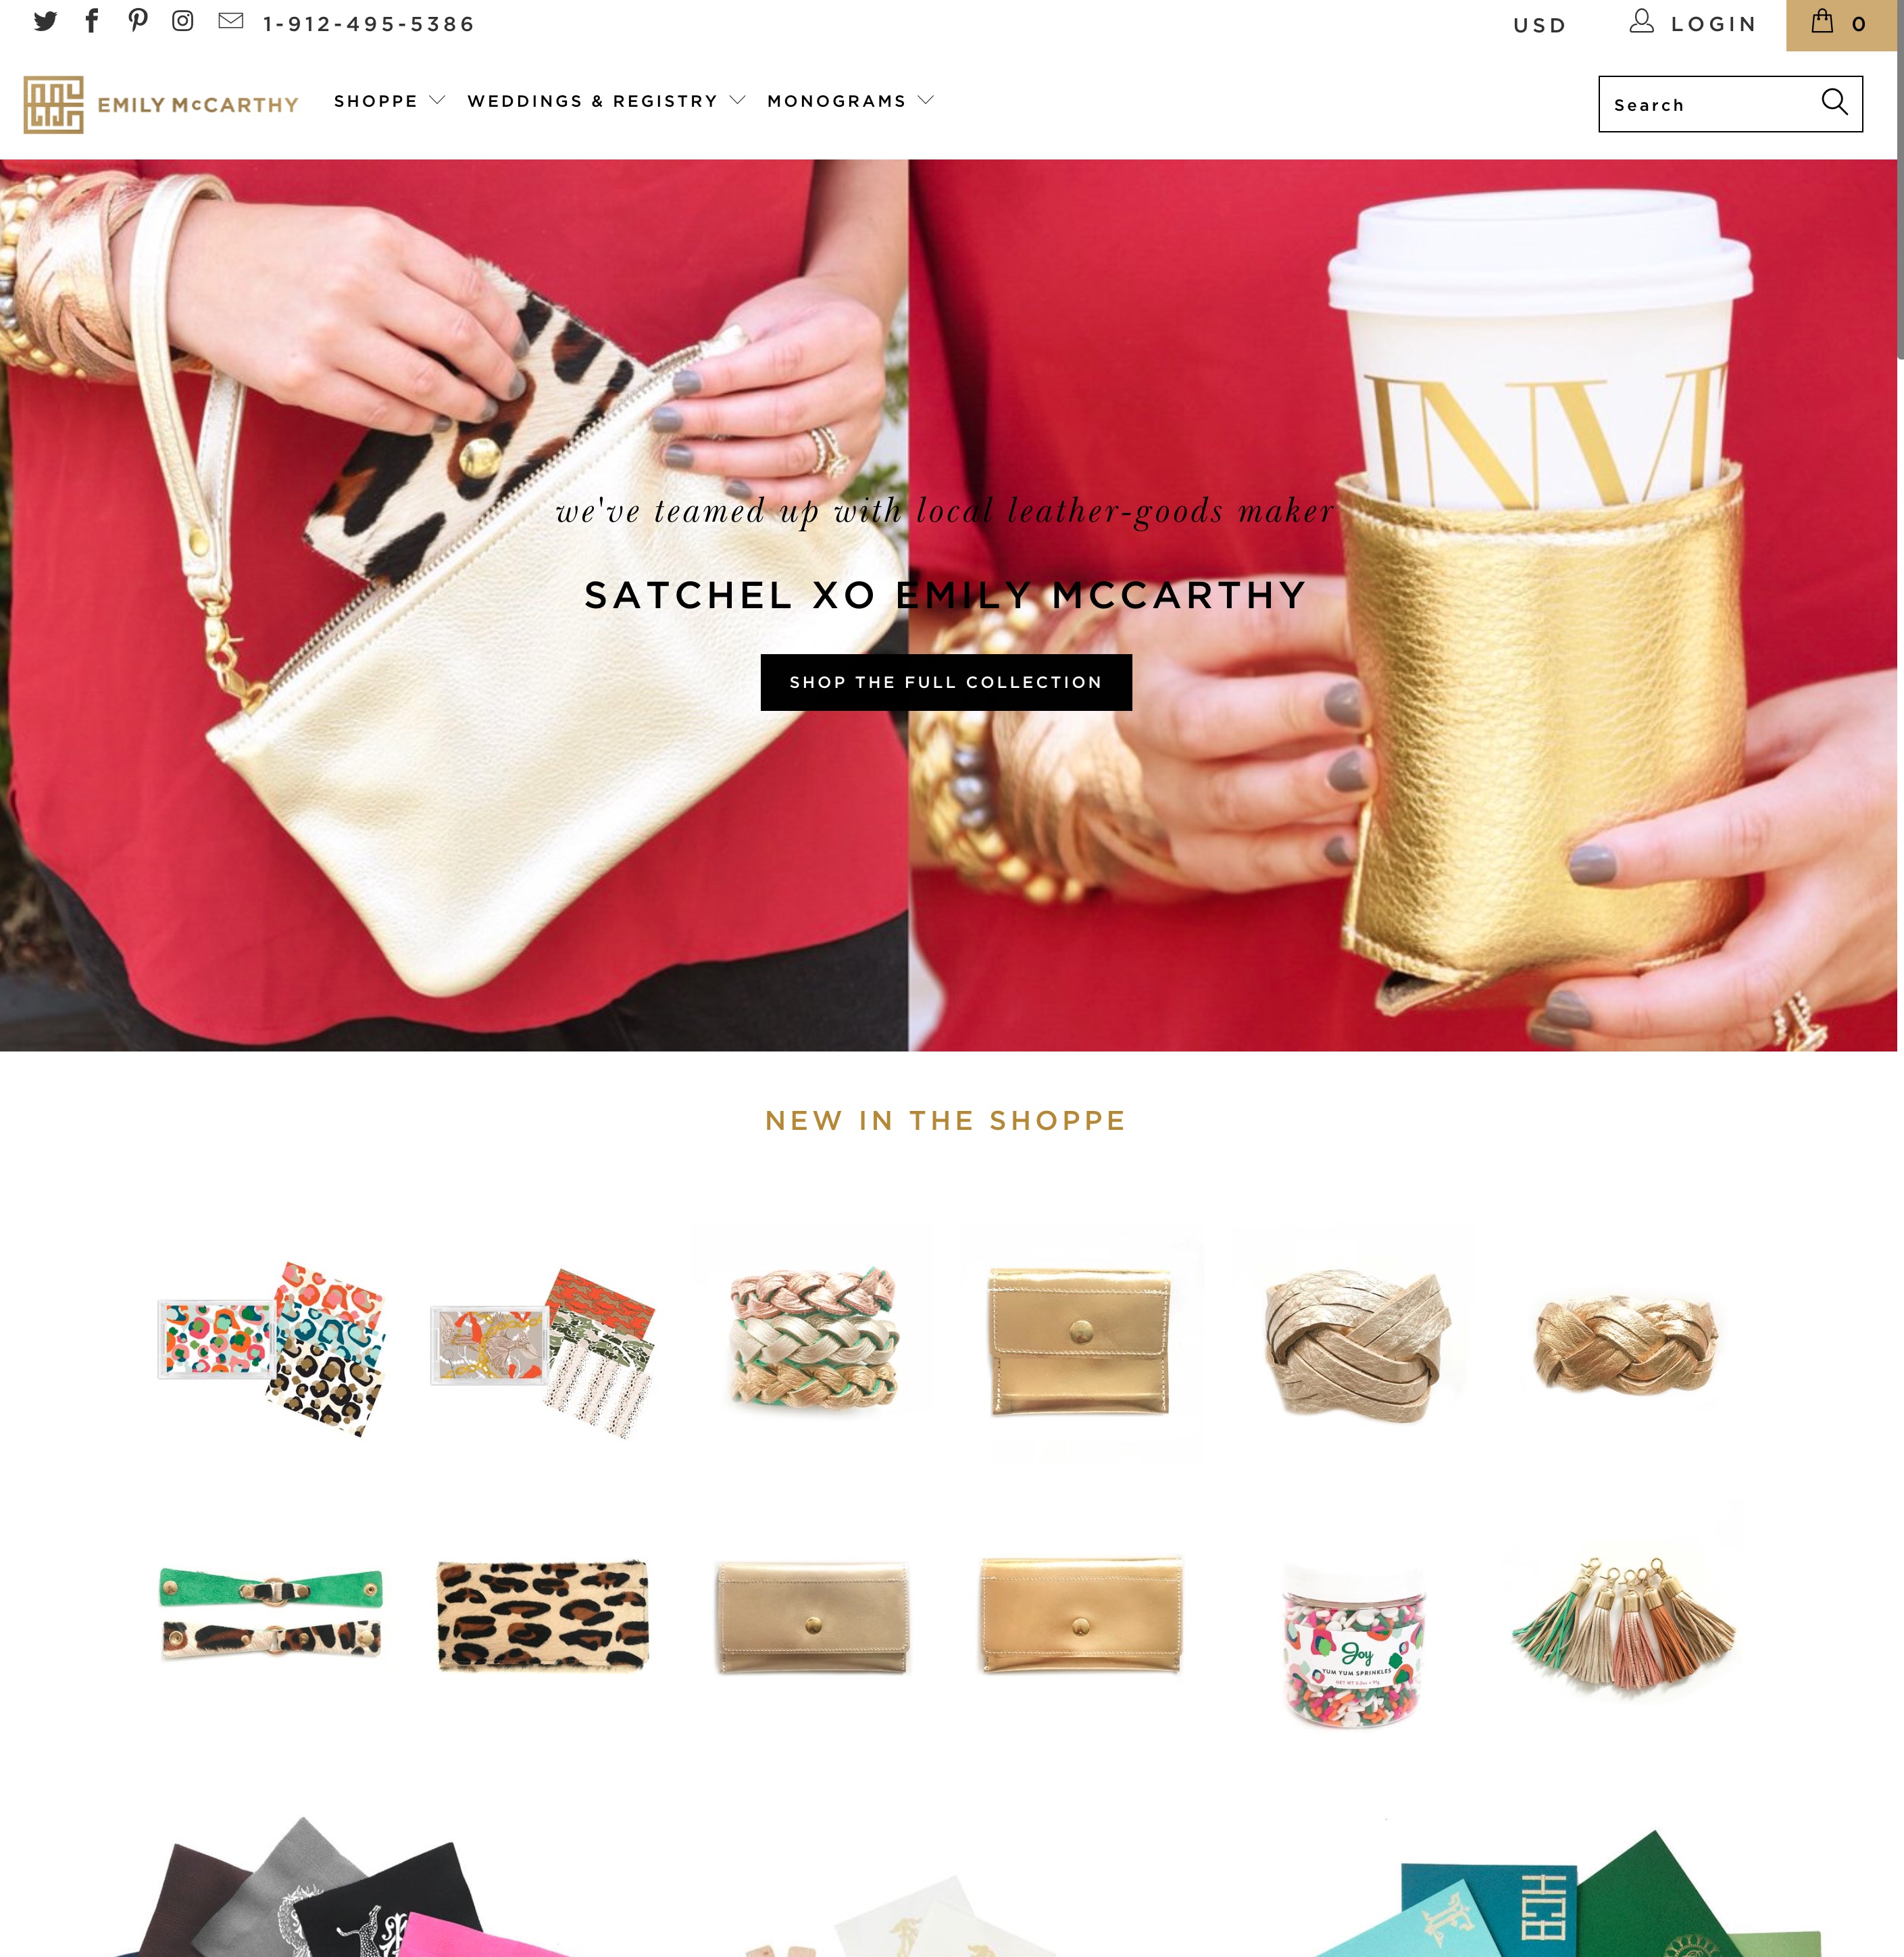 1-912-495-5386
USD
LOGIN
0
EMILY McCARTHY
SHOPPE
WEDDINGS & REGISTRY
MONOGRAMS
Search
INV
we've teamed up with local leather-goods maker
SATCHEL XO EMILY MCCARTHY
SHOP THE FULL COLLECTION
NEW IN THE SHOPPE
Joy
YUM YUM SPRINKLES
HCB